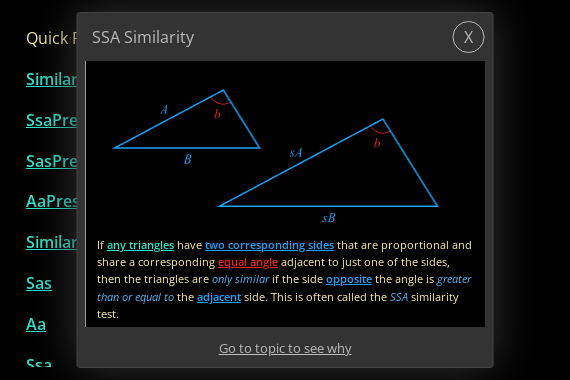 Quick
SSA Similarity
X
Similar
SsaPre
SasPre
AaPres
Similar
Sas
Aa
Ssa
A
b
B
sA
b
sB
If any triangles have two corresponding sides that are proportional and
share a corresponding equal angle adjacent to just one of the sides,
then the triangles are only similar if the side opposite the angle is greater
than or equal to the adjacent side. This is often called the SSA similarity
test.
Go to topic to see why